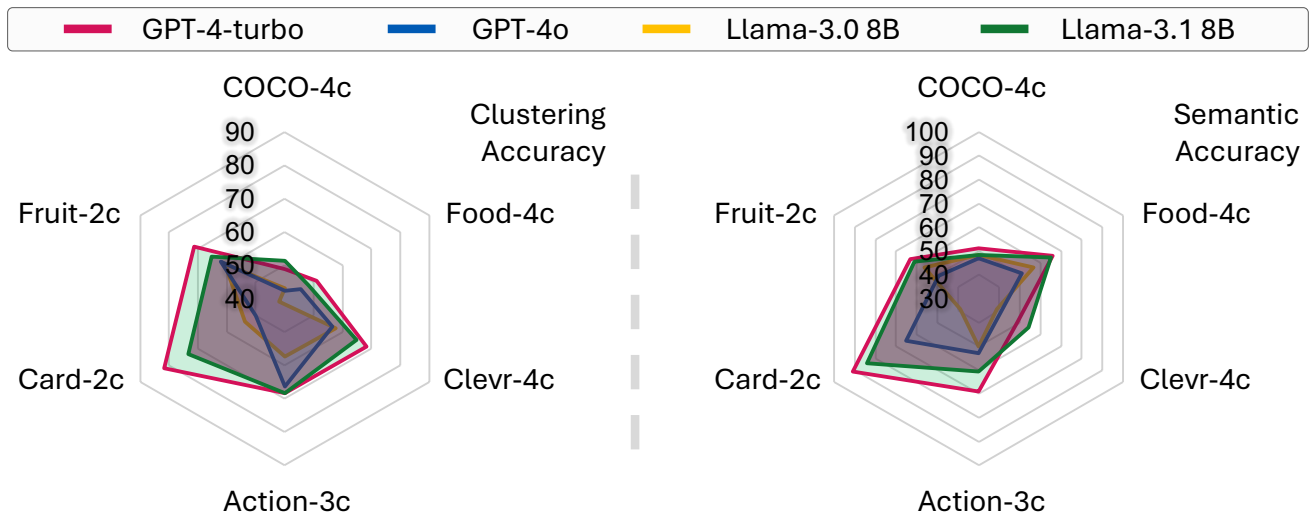 GPT-4-turbo GPT-4o Llama-3.0 8B Llama-3.1 8B
COCO-4c
Clustering
Accuracy
90
80
70
60
50
40
Fruit-2c
Food-4c
Card-2c
Clevr-4c
Action-3c
COCO-4c
Semantic
Accuracy
100
90
80
70
60
50
40
30
Fruit-2c
Food-4c
Card-2c
Clevr-4c
Action-3c